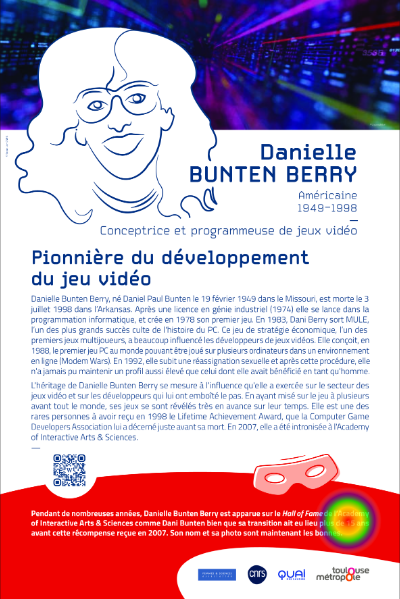 Danielle
BUNTEN BERRY
Américaine
1949-1998
Conceptrice et programmeuse de jeux vidéo
Pionnière du développement
du jeu vidéo
Danielle Bunten Berry, né Daniel Paul Bunten le 19 février 1949 dans le Missouri, est morte le 3
juillet 1998 dans l'Arkansas. Après une licence en génie industriel (1974) elle se lance dans la
programmation informatique, et crée en 1978 son premier jeu. En 1983, Dani Berry sort MULE,
l'un des plus grands succès culte de l'histoire du PC. Ce jeu de stratégie économique, l'un des
premiers jeux multijoueurs, a beaucoup influencé les développeurs de jeux vidéos. Elle conçoit, en
1988, le premier jeu PC au monde pouvant être joué sur plusieurs ordinateurs dans un environnement
en ligne (Modem Wars). En 1992, elle subit une réassignation sexuelle et après cette procédure, elle
n'a jamais pu maintenir un profil aussi élevé que celui dont elle avait bénéficié en tant qu'homme.
L'héritage de Danielle Bunten Berry se mesure à l'influence qu'elle a exercée sur le secteur des
jeux vidéo et sur les développeurs qui lui ont emboîté le pas. En ayant misé sur le jeu à plusieurs
avant tout le monde, ses jeux se sont révélés très en avance sur leur temps. Elle est une des
rares personnes à avoir reçu en 1998 le Lifetime Achievement Award, que la Computer Game
Developers Association lui a décerné juste avant sa mort. En 2007, elle a été intronisée à l'Academy
of Interactive Arts & Sciences.
Pendant de nombreuses années, Danielle Bunten Berry est apparue sur le Hall of Fame de l'Academy
of Interactive Arts & Sciences comme Dani Bunten bien que sa transition ait eu lieu plus de ans
avant cette récompense reçue en 2007. Son nom et sa photo sont maintenant les bonnes
cnrs
QUAI
toulouse
métropole